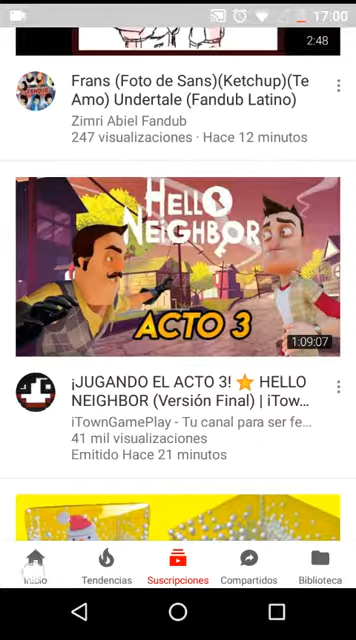 17:00
2:48
Frans (Foto de Sans)(Ketchup)(Te
Amo) Undertale (Fandub Latino)
Zimri Abiel Fandub
247 visualizaciones · Hace 12 minutos
HELLO
NEIGHBOR
ACTO 3
1:09:07
¡JUGANDO EL ACTO 3! ⭐ HELLO
NEIGHBOR (Versión Final) | iTow...
iTownGamePlay - Tu canal para ser fe...
41 mil visualizaciones
Emitido Hace 21 minutos
Inicio
Tendencias
Suscripciones
Compartidos
Biblioteca